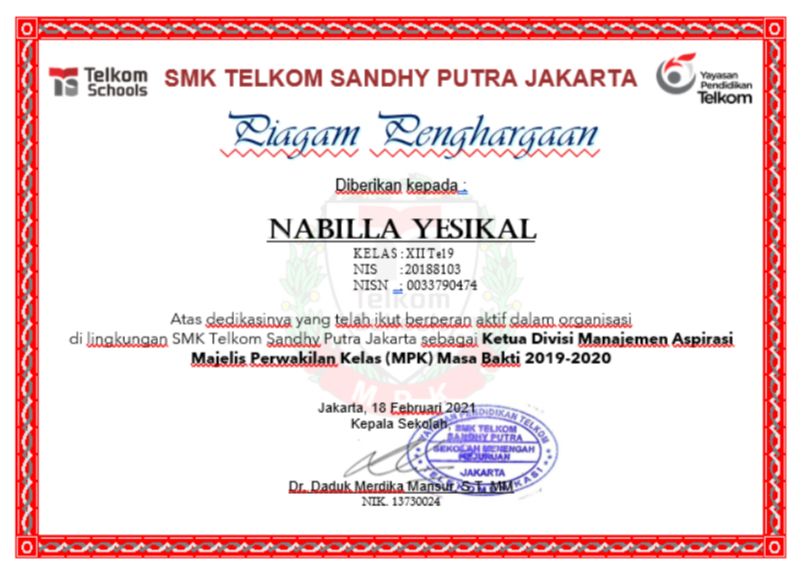 Telkom
Schools
SMK TELKOM SANDHY PUTRA JAKARTA
Yayasan
Pendidikan
Telkom
Piagam Penghargaan
Diberikan kepada :
NABILLA YESIKAL
KELAS : XII Tel9
NIS : 20188103
NISN : 0033790474
Telkom
Atas dedikasinya yang telah ikut berperan aktif dalam organisasi
di lingkungan SMK Telkom Sandhy Putra Jakarta sebagai Ketua Divisi Manajemen Aspirasi
Majelis Perwakilan Kelas (MPK) Masa Bakti 2019-2020
MPK
Jakarta, 18 Februari 2021
Kepala Sekolah,
YAYASAN PENDIDIKAN TELKOM
SMK TELKOM
SANDHY PUTRA
SEKOLAH MENENGAH
KEJURUAN
JAKARTA
Dr. Daduk Merdika Mansur, S.T, MM
NIK. 13730024